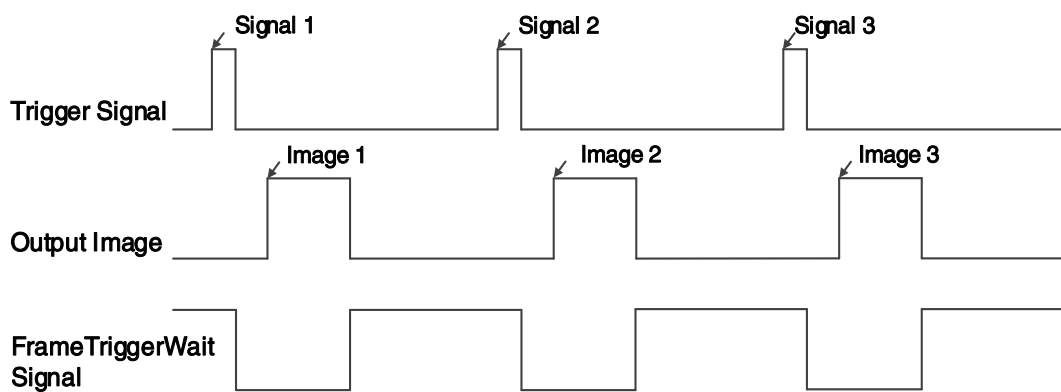 Signal 1
Signal 2
Signal 3
Trigger Signal
Image 1
Image 2
Image 3
Output Image
FrameTriggerWait
Signal